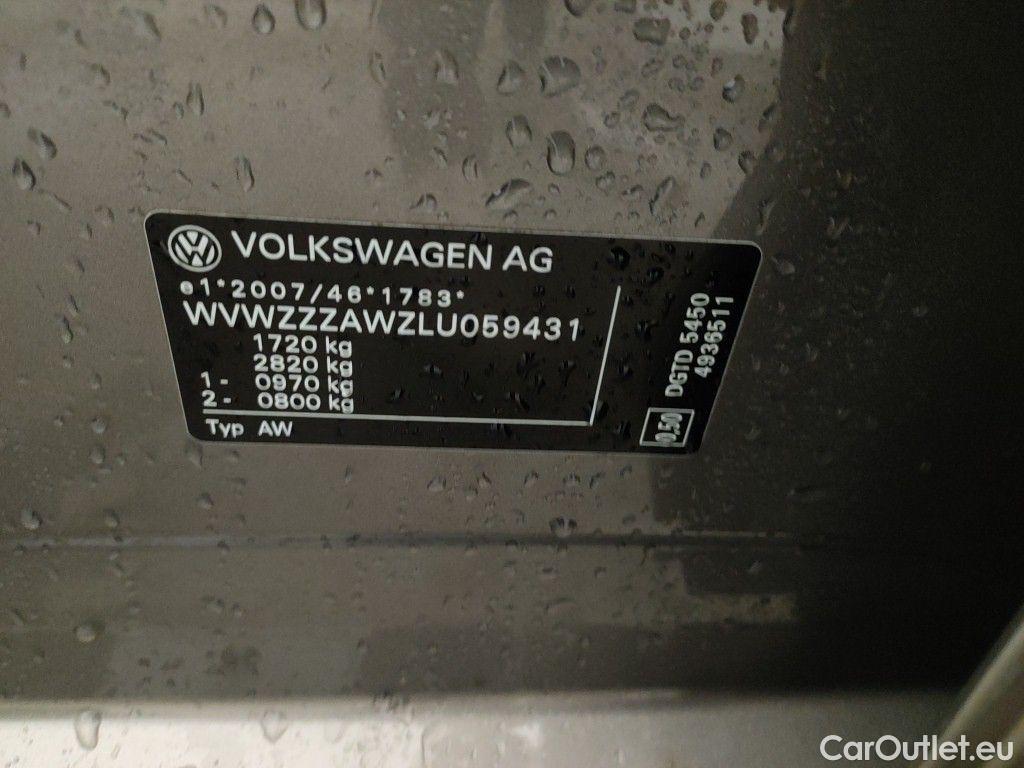 VOLKSWAGEN AG
e1*2007/46*1783*
WVWZZZAWZLU059431
1720 kg
2820 kg
1 - 0970 kg
2 - 0800 kg
Typ AW
DGTD 5450
4936511
0,50
CarOutlet.eu